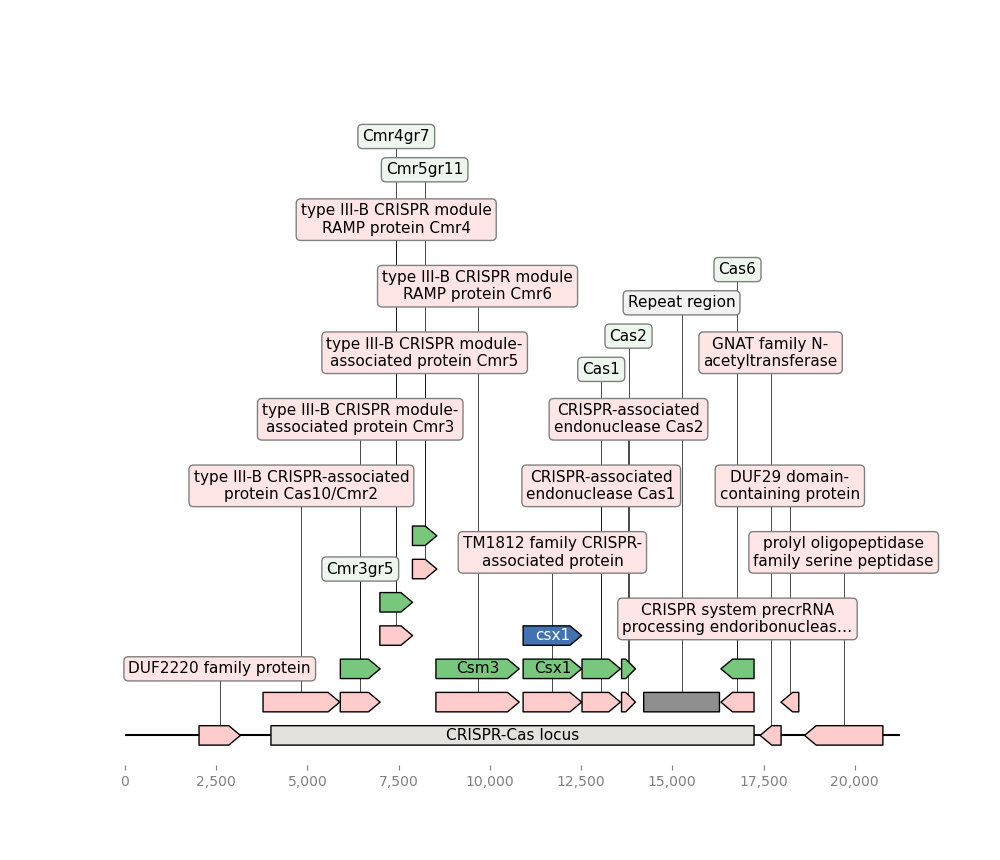 Cmr4gr7
Cmr5gr11
type III-B CRISPR module
RAMP protein Cmr4
Cas6
type III-B CRISPR module
RAMP protein Cmr6
Repeat region
Cas2
type III-B CRISPR module-
associated protein Cmr5
GNAT family N-
acetyltransferase
Cas1
type III-B CRISPR module-
associated protein Cmr3
CRISPR-associated
endonuclease Cas2
type III-B CRISPR-associated
protein Cas10/Cmr2
CRISPR-associated
endonuclease Cas1
DUF29 domain-
containing protein
TM1812 family CRISPR-
associated protein
prolyl oligopeptidase
family serine peptidase
Cmr3gr5
CRISPR system precrRNA
processing endoribonucleas…
csx1
DUF2220 family protein
Csm3
Csx1
CRISPR-Cas locus
0
2,500
5,000
7,500
10,000
12,500
15,000
17,500
20,000